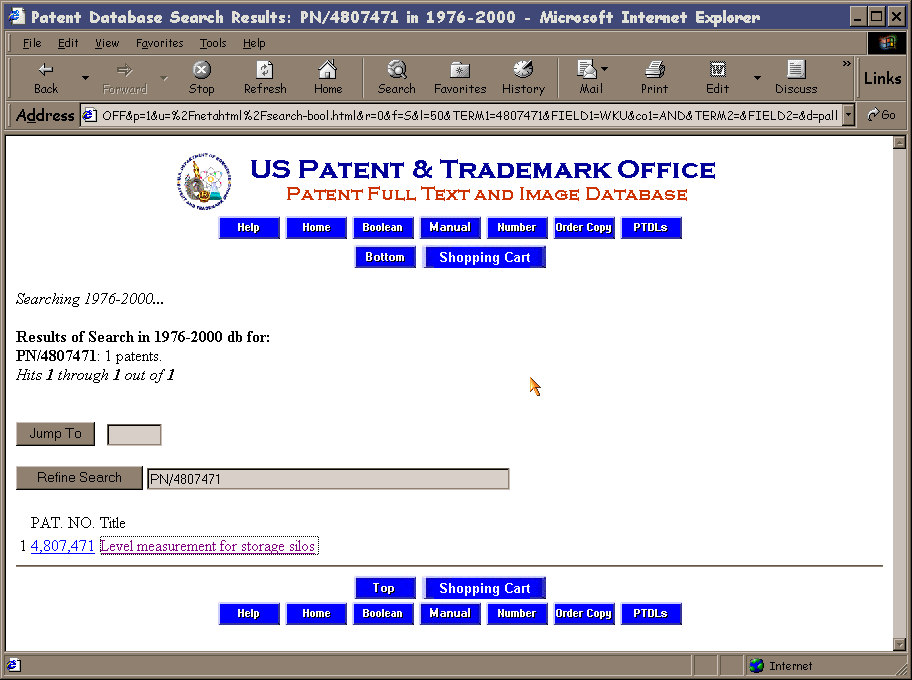 Patent Database Search Results: PN/4807471 in 1976-2000 - Microsoft Internet Explorer
File Edit View Favorites Tools Help
Back Forward Stop Refresh Home Search Favorites History Mail Print Edit Discuss » Links
Address OFF&p=1&u=%2Fnetahtml%2Fsearch-bool.html&r=0&f=S&l=50&TERM1=4807471&FIELD1=WKU&co1=AND&TERM2=&FIELD2=&d=pall Go
US PATENT & TRADEMARK OFFICE
PATENT FULL TEXT AND IMAGE DATABASE
Help Home Boolean Manual Number Order Copy PTDLs
Bottom Shopping Cart
Searching 1976-2000...
Results of Search in 1976-2000 db for:
PN/4807471: 1 patents.
Hits 1 through 1 out of 1
Jump To
Refine Search PN/4807471
PAT. NO. Title
1 4,807,471 Level measurement for storage silos
Top Shopping Cart
Help Home Boolean Manual Number Order Copy PTDLs
Internet